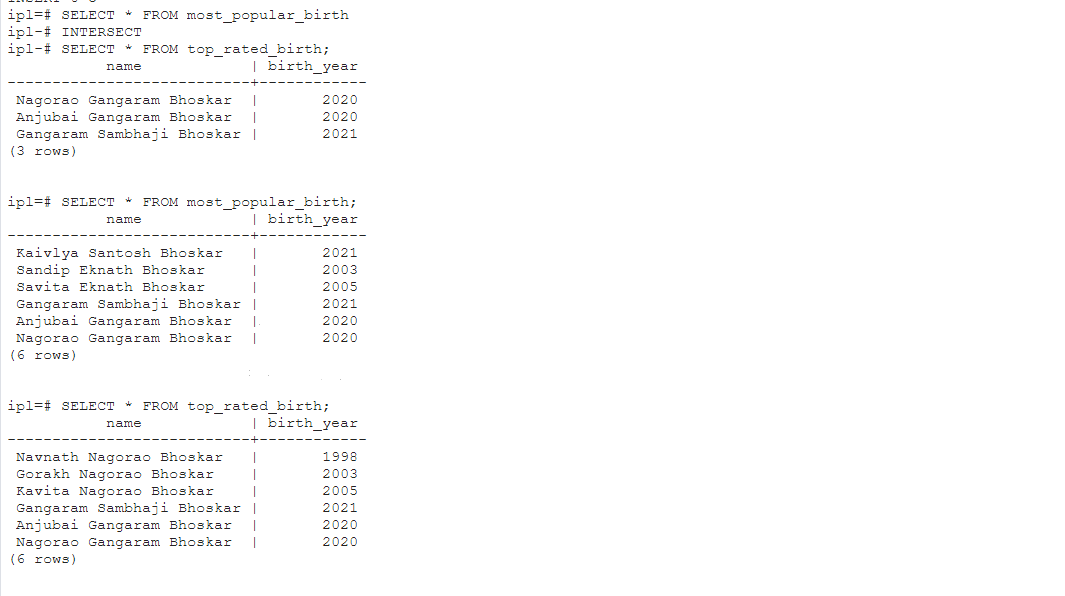 ipl=# SELECT * FROM most_popular_birth
ipl-# INTERSECT
ipl-# SELECT * FROM top_rated_birth;
           name            | birth_year
---------------------------+------------
 Nagorao Gangaram Bhoskar  |       2020
 Anjubai Gangaram Bhoskar  |       2020
 Gangaram Sambhaji Bhoskar |       2021
(3 rows)
ipl=# SELECT * FROM most_popular_birth;
           name            | birth_year
---------------------------+------------
 Kaivlya Santosh Bhoskar   |       2021
 Sandip Eknath Bhoskar     |       2003
 Savita Eknath Bhoskar     |       2005
 Gangaram Sambhaji Bhoskar |       2021
 Anjubai Gangaram Bhoskar  |       2020
 Nagorao Gangaram Bhoskar  |       2020
(6 rows)
ipl=# SELECT * FROM top_rated_birth;
           name            | birth_year
---------------------------+------------
 Navnath Nagorao Bhoskar   |       1998
 Gorakh Nagorao Bhoskar    |       2003
 Kavita Nagorao Bhoskar    |       2005
 Gangaram Sambhaji Bhoskar |       2021
 Anjubai Gangaram Bhoskar  |       2020
 Nagorao Gangaram Bhoskar  |       2020
(6 rows)